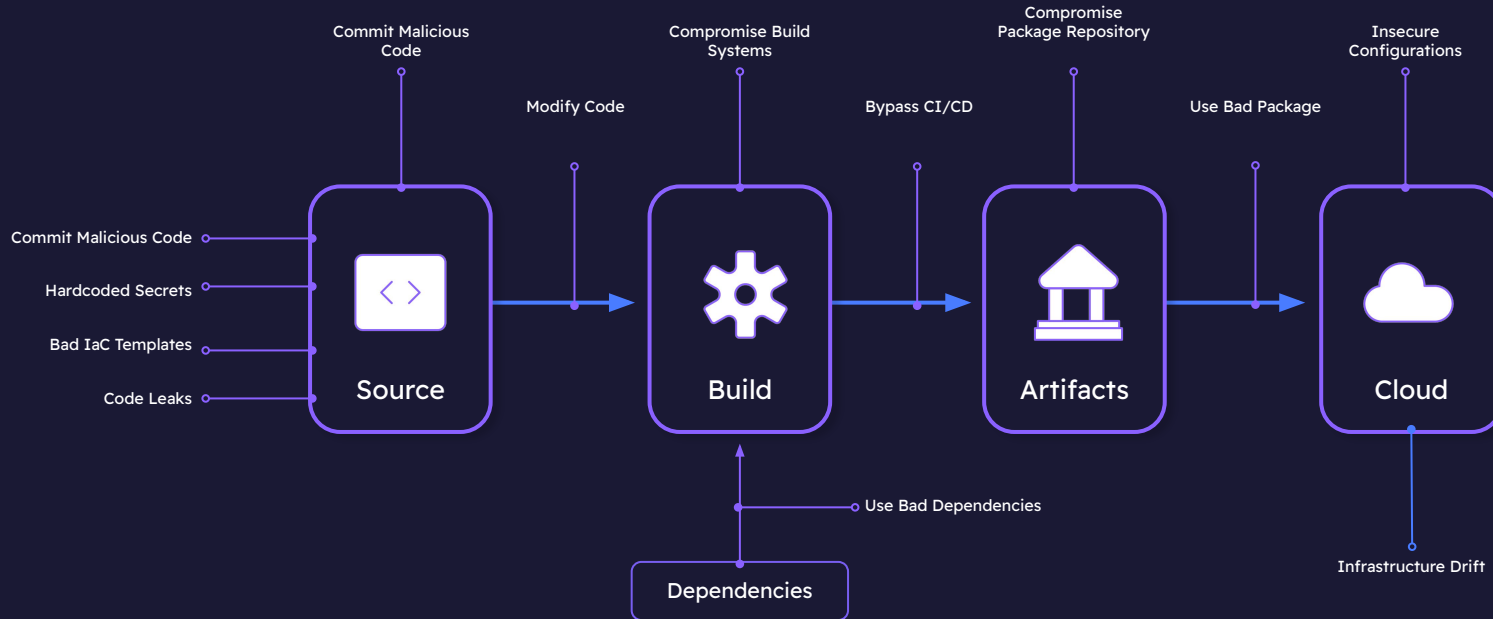 Commit Malicious
Code
Compromise Build
Systems
Compromise
Package Repository
Insecure
Configurations
Modify Code
Bypass CI/CD
Use Bad Package
Commit Malicious Code
Hardcoded Secrets
Bad IaC Templates
Code Leaks
Source
Build
Artifacts
Cloud
Use Bad Dependencies
Infrastructure Drift
Dependencies